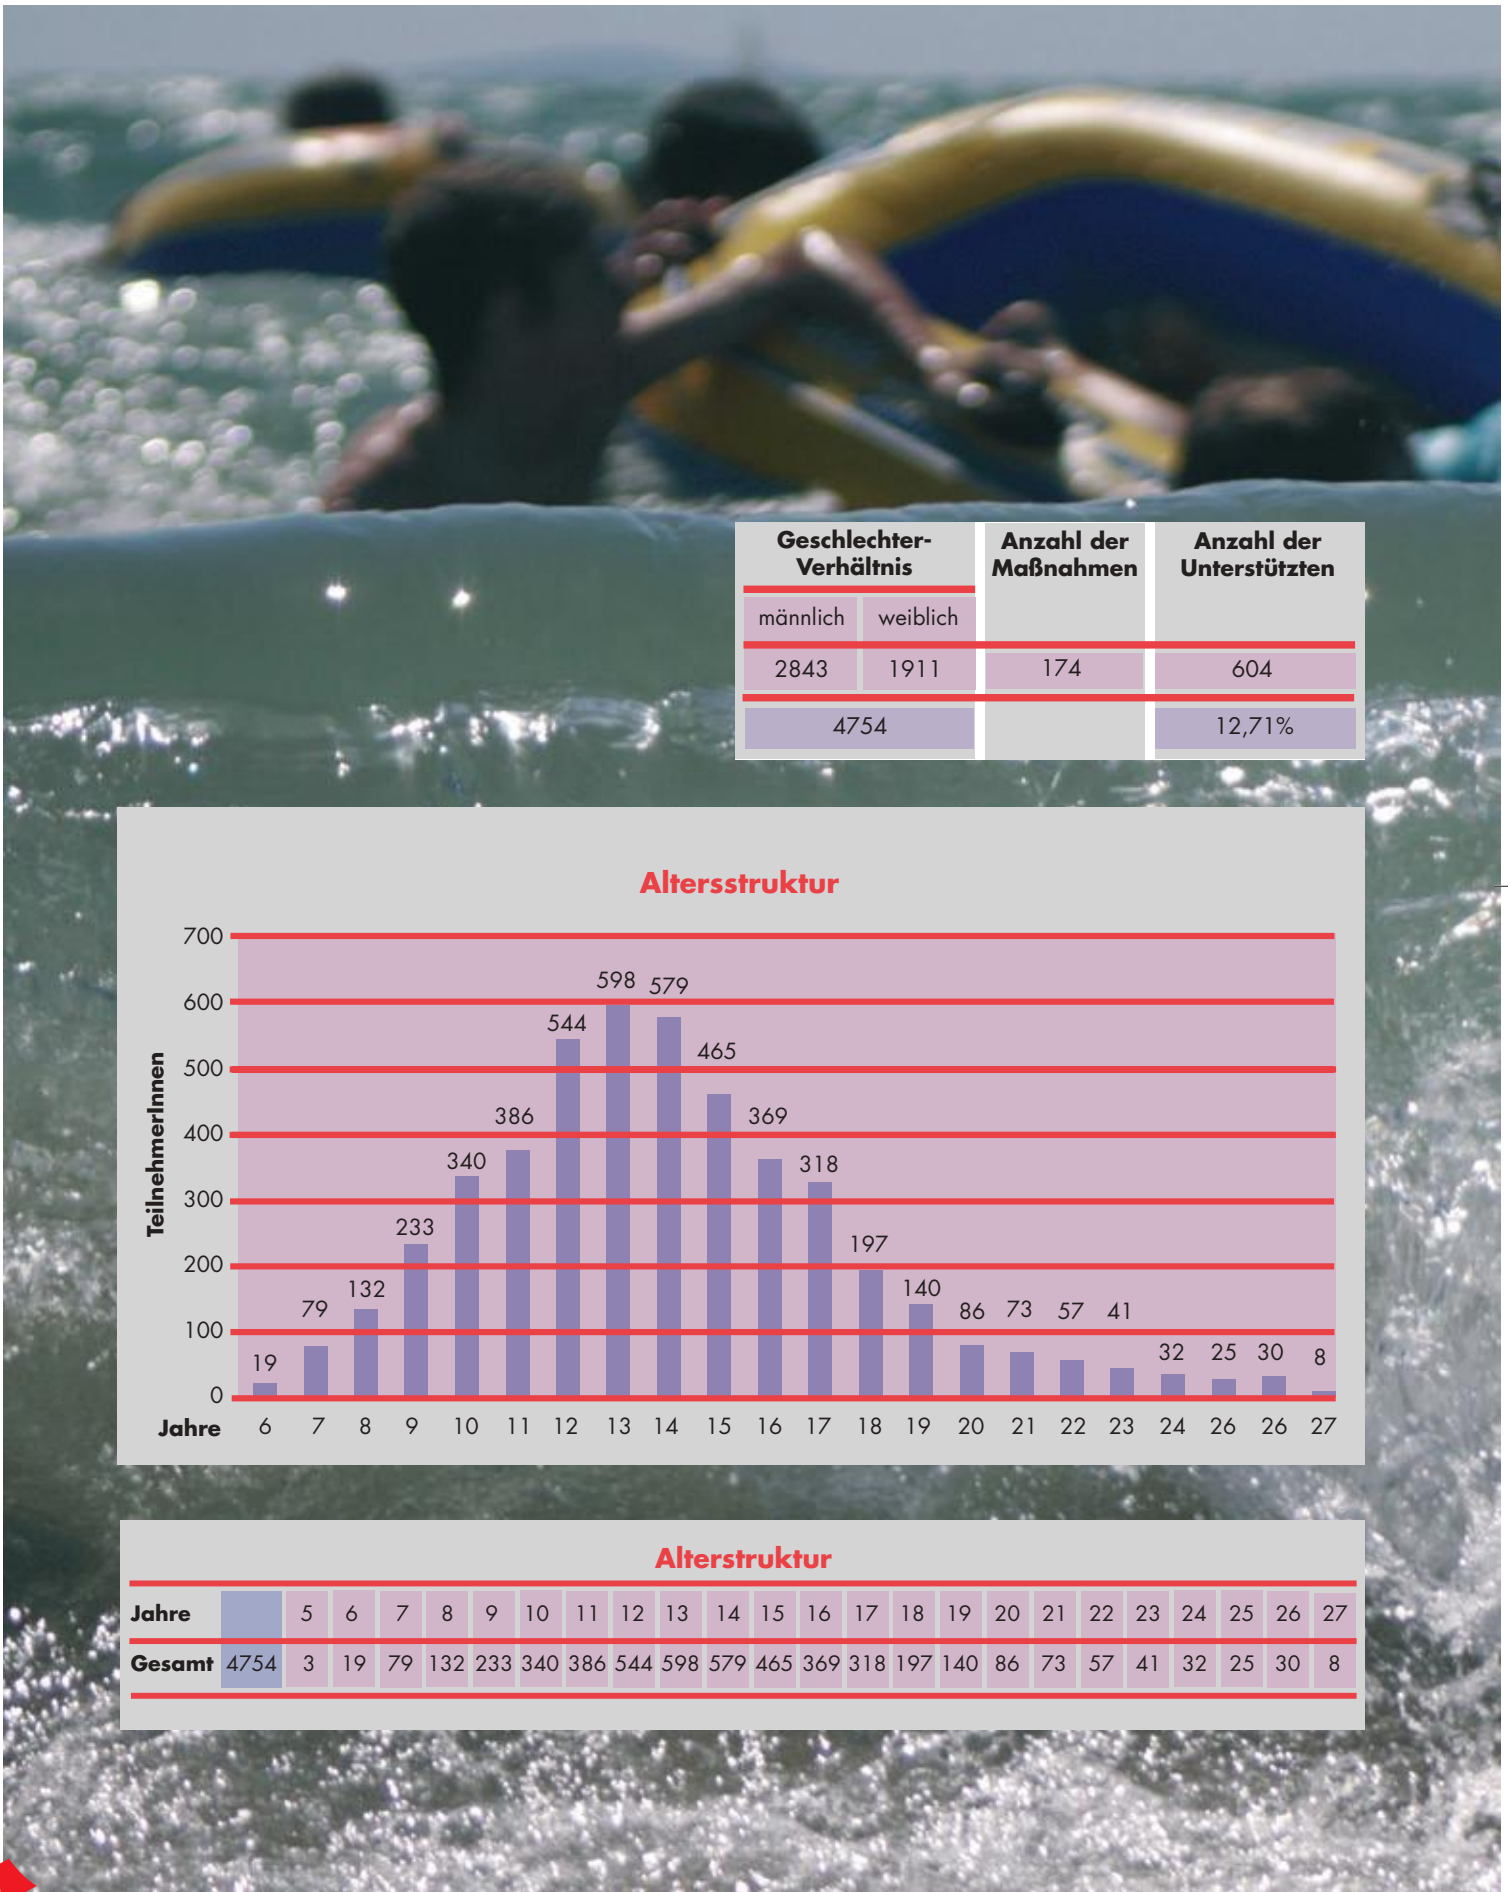 Geschlechter- Anzahl der Anzahl der
Verhältnis Maßnahmen Unterstützten
männlich weiblich
2843 1911 174 604
4754 12,71%
Altersstruktur
700
600
500
400
300
200
100
0
TeilnehmerInnen
19 79 132 233 340 386 544 598 579 465 369 318 197 140 86 73 57 41 32 25 30 8
Jahre 6 7 8 9 10 11 12 13 14 15 16 17 18 19 20 21 22 23 24 26 26 27
Alterstruktur
Jahre 5 6 7 8 9 10 11 12 13 14 15 16 17 18 19 20 21 22 23 24 25 26 27
Gesamt 4754 3 19 79 132 233 340 386 544 598 579 465 369 318 197 140 86 73 57 41 32 25 30 8